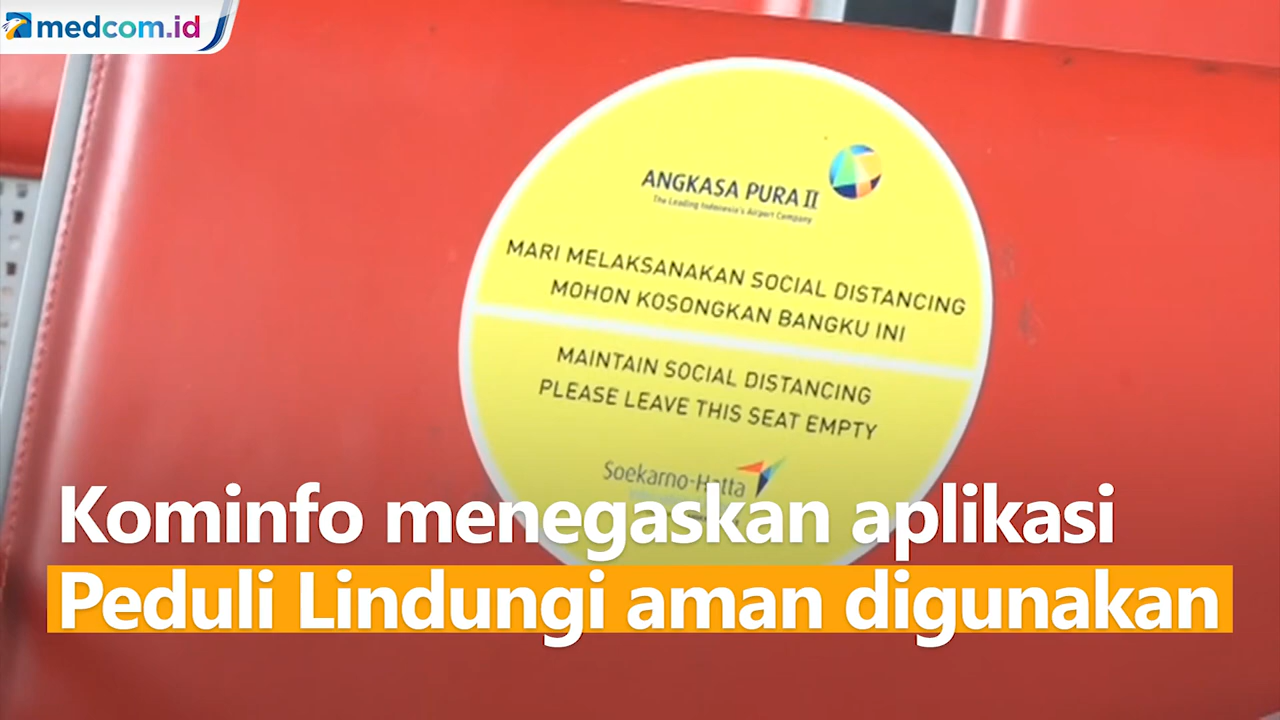 medcom.id
ANGKASA PURA II
The Leading Indonesia's Airport Company
MARI MELAKSANAKAN SOCIAL DISTANCING
MOHON KOSONGKAN BANGKU INI
MAINTAIN SOCIAL DISTANCING
PLEASE LEAVE THIS SEAT EMPTY
Soekarno-Hatta
Kominfo menegaskan aplikasi
Peduli Lindungi aman digunakan